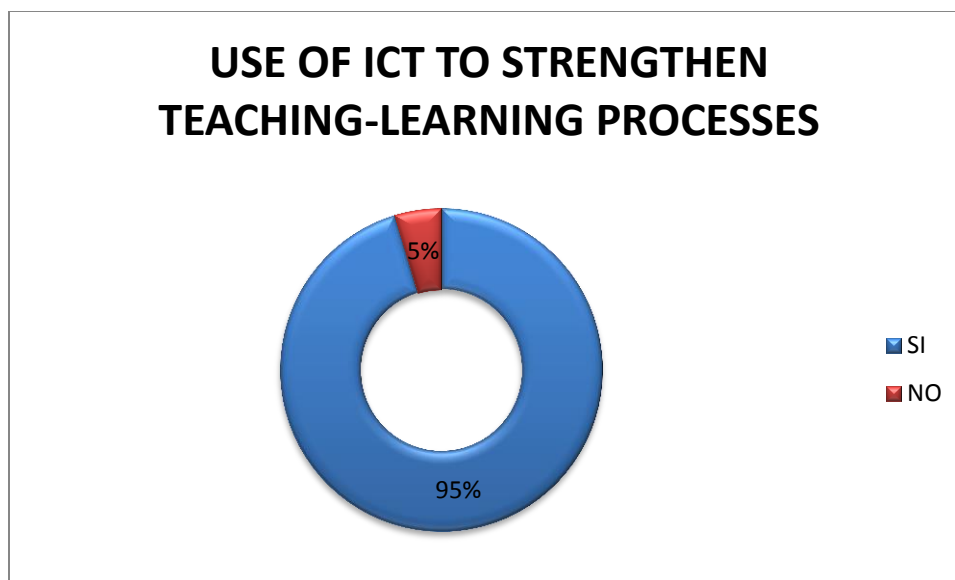 USE OF ICT TO STRENGTHEN
TEACHING-LEARNING PROCESSES
5%
SI
NO
95%